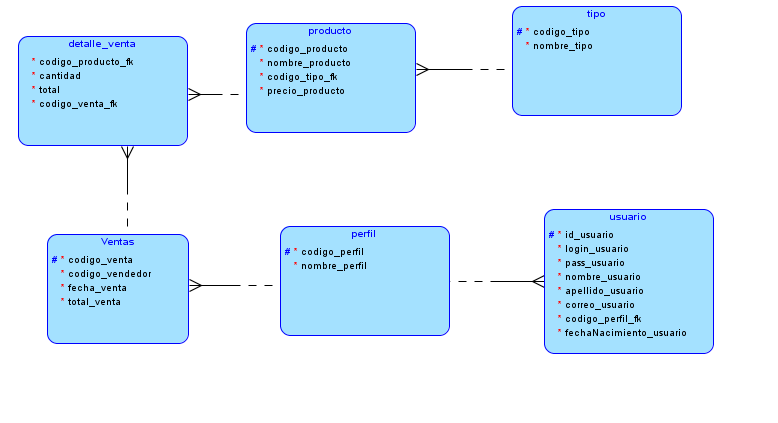 detalle_venta
* codigo_producto_fk
* cantidad
* total
* codigo_venta_fk
producto
# * codigo_producto
* nombre_producto
* codigo_tipo_fk
* precio_producto
tipo
# * codigo_tipo
* nombre_tipo
Ventas
# * codigo_venta
* codigo_vendedor
* fecha_venta
* total_venta
perfil
# * codigo_perfil
* nombre_perfil
usuario
# * id_usuario
* login_usuario
* pass_usuario
* nombre_usuario
* apellido_usuario
* correo_usuario
* codigo_perfil_fk
* fechaNacimiento_usuario